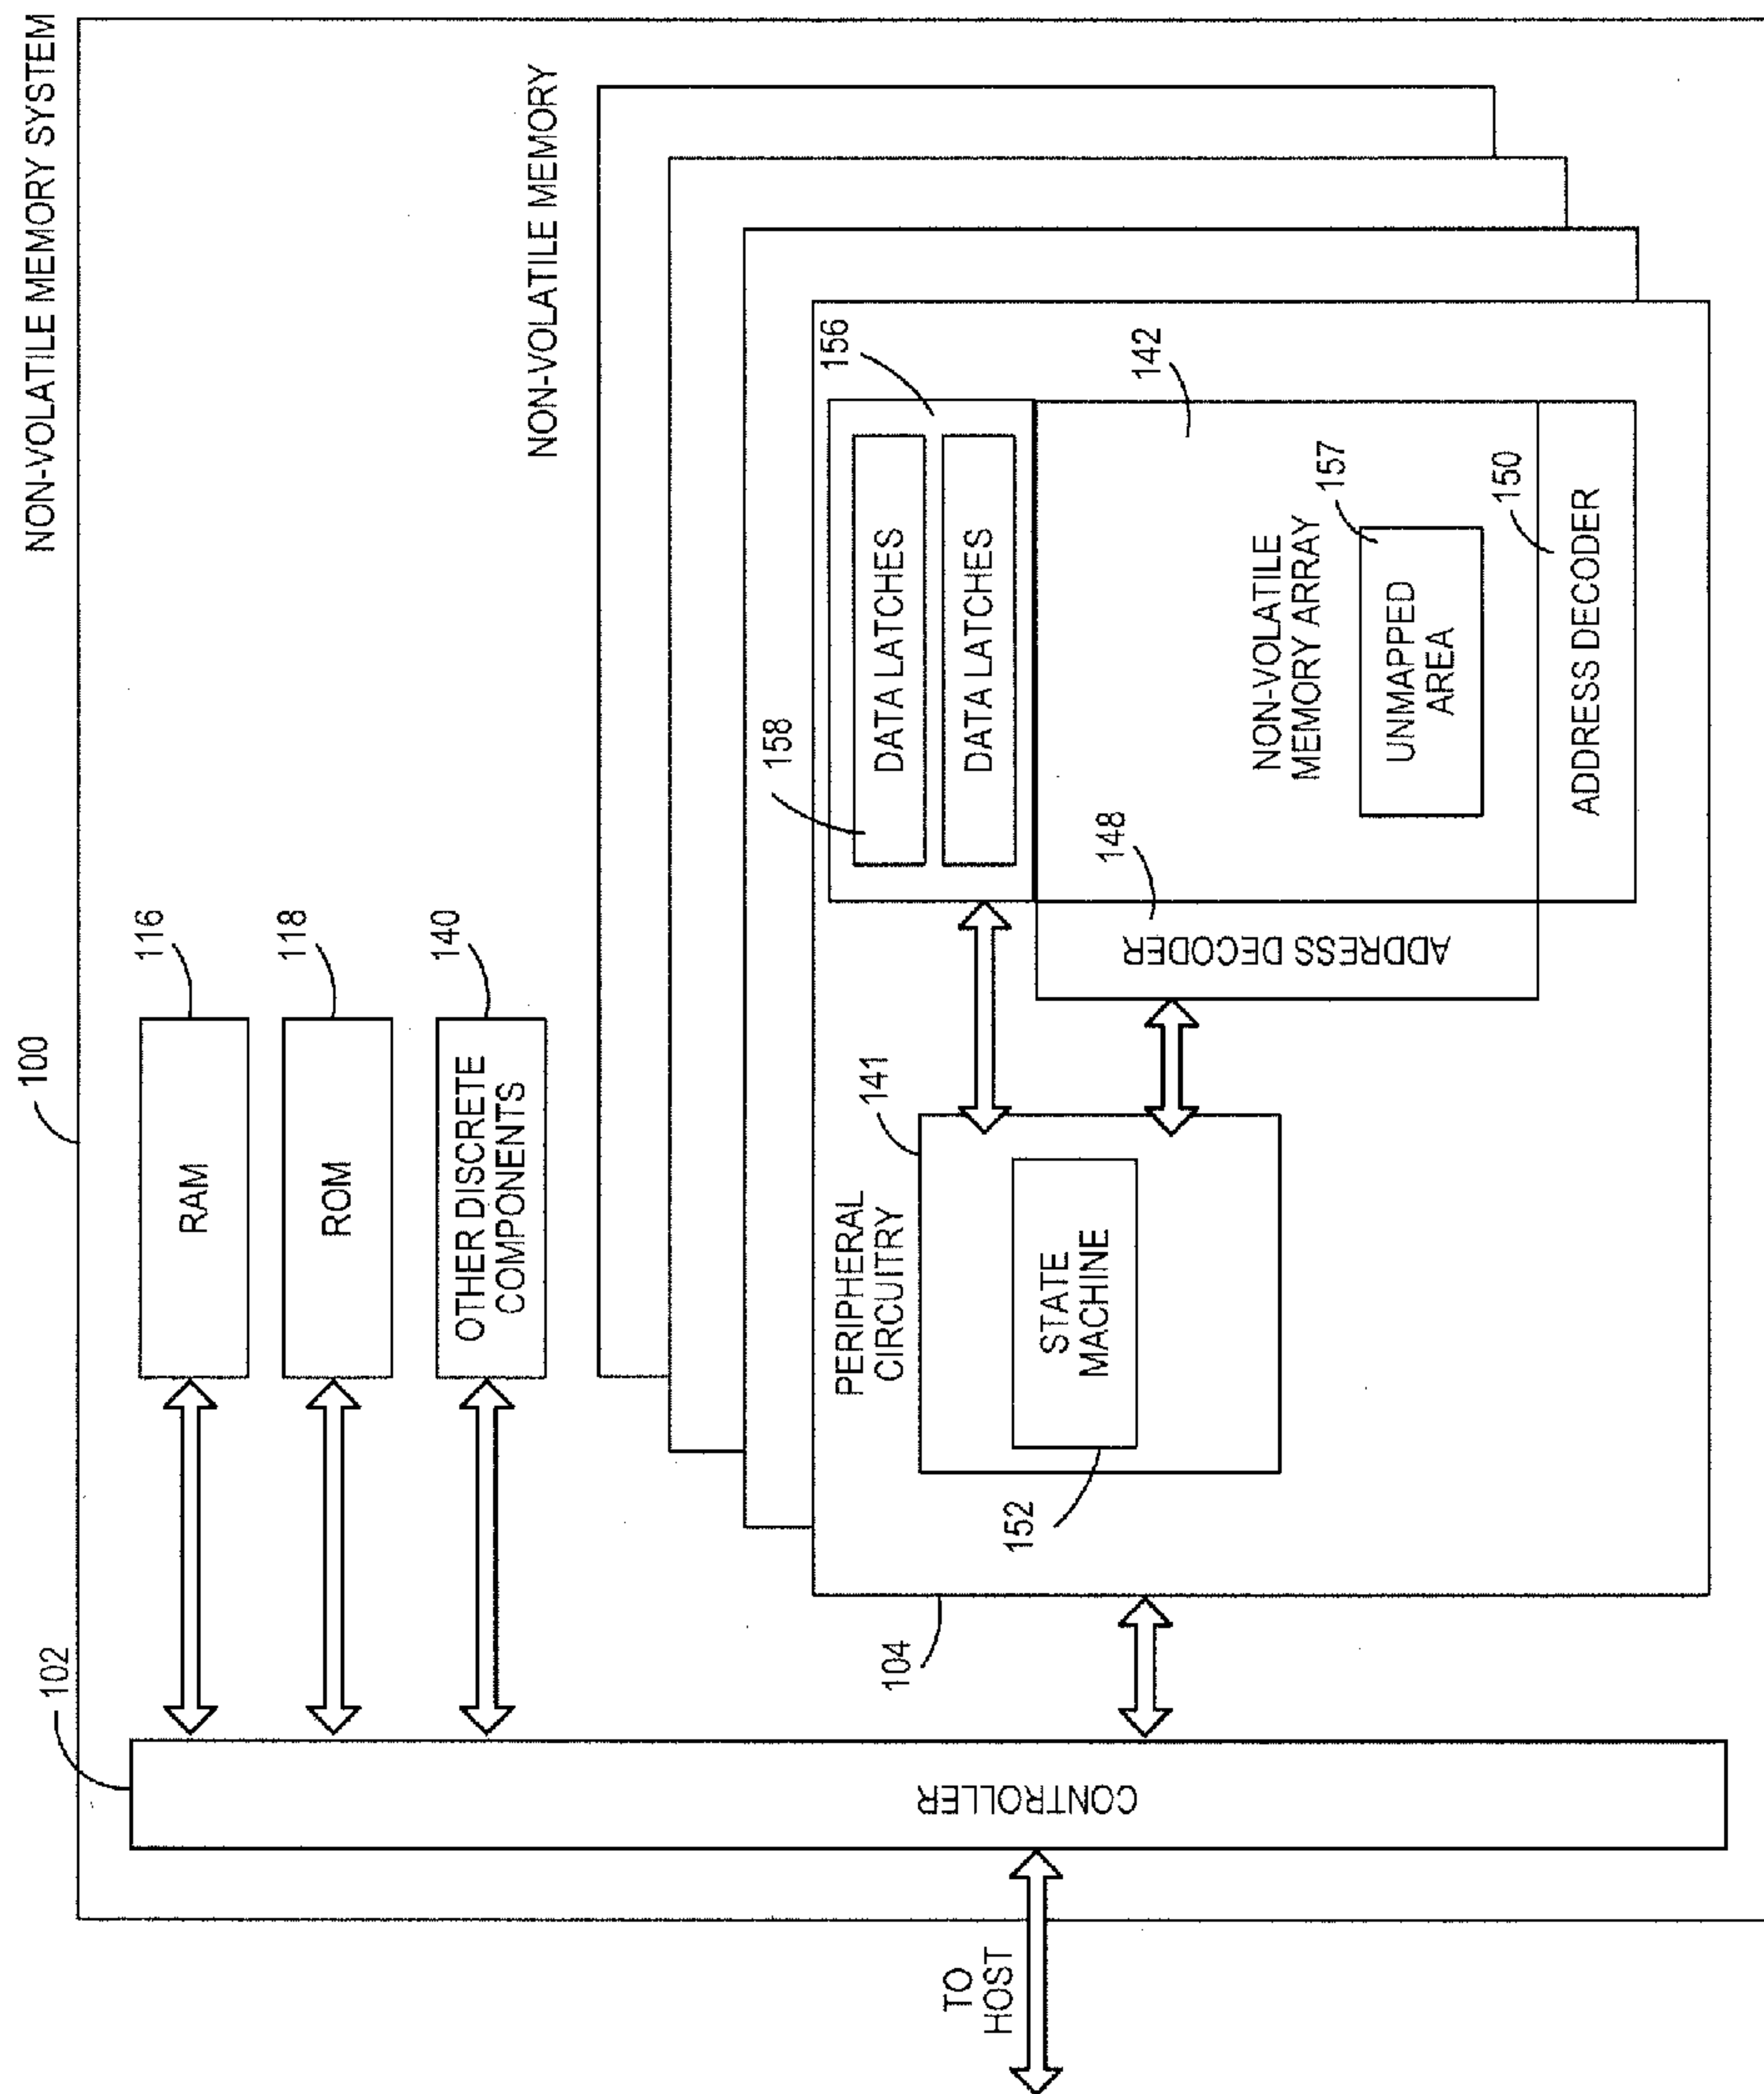 NON-VOLATILE MEMORY SYSTEM
100
102
RAM
116
ROM
118
OTHER DISCRETE
COMPONENTS
140
NON-VOLATILE MEMORY
CONTROLLER
TO
HOST
104
PERIPHERAL
CIRCUITRY
141
STATE
MACHINE
152
158
DATA LATCHES
DATA LATCHES
156
ADDRESS DECODER
148
142
NON-VOLATILE
MEMORY ARRAY
UNMAPPED
AREA
157
ADDRESS DECODER
150